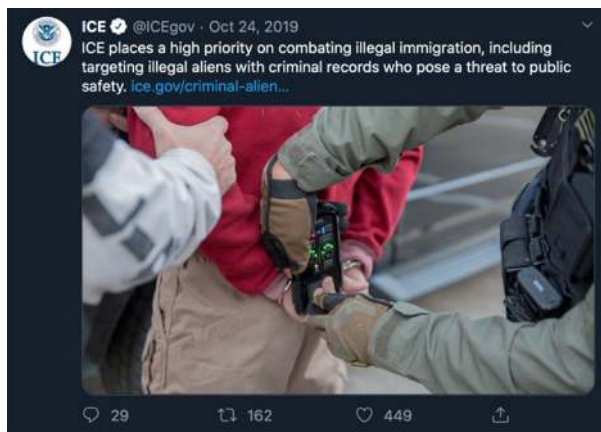 ICE @ICEgov · Oct 24, 2019
ICE
ICE places a high priority on combating illegal immigration, including
targeting illegal aliens with criminal records who pose a threat to public
safety. ice.gov/criminal-alien...
29 162 449